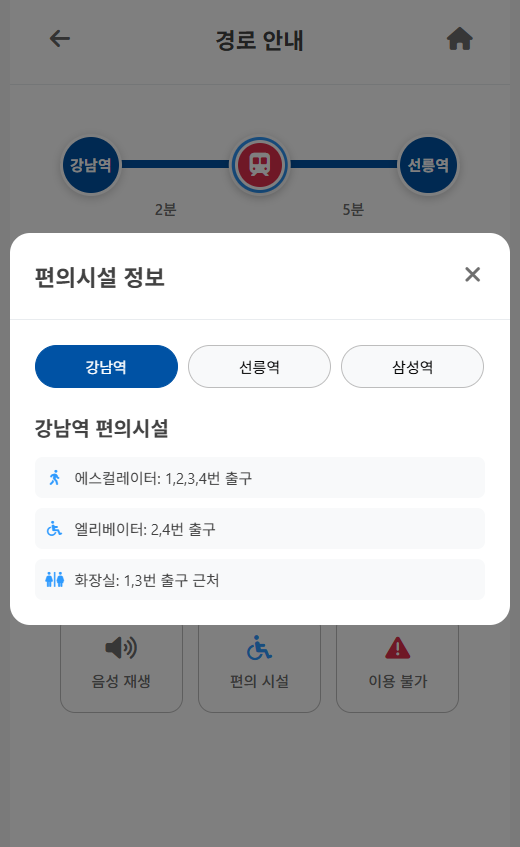 경로 안내
강남역
선릉역
2분
5분
편의시설 정보
강남역
선릉역
삼성역
강남역 편의시설
에스컬레이터: 1,2,3,4번 출구
엘리베이터: 2,4번 출구
화장실: 1,3번 출구 근처
음성 재생
편의 시설
이용 불가